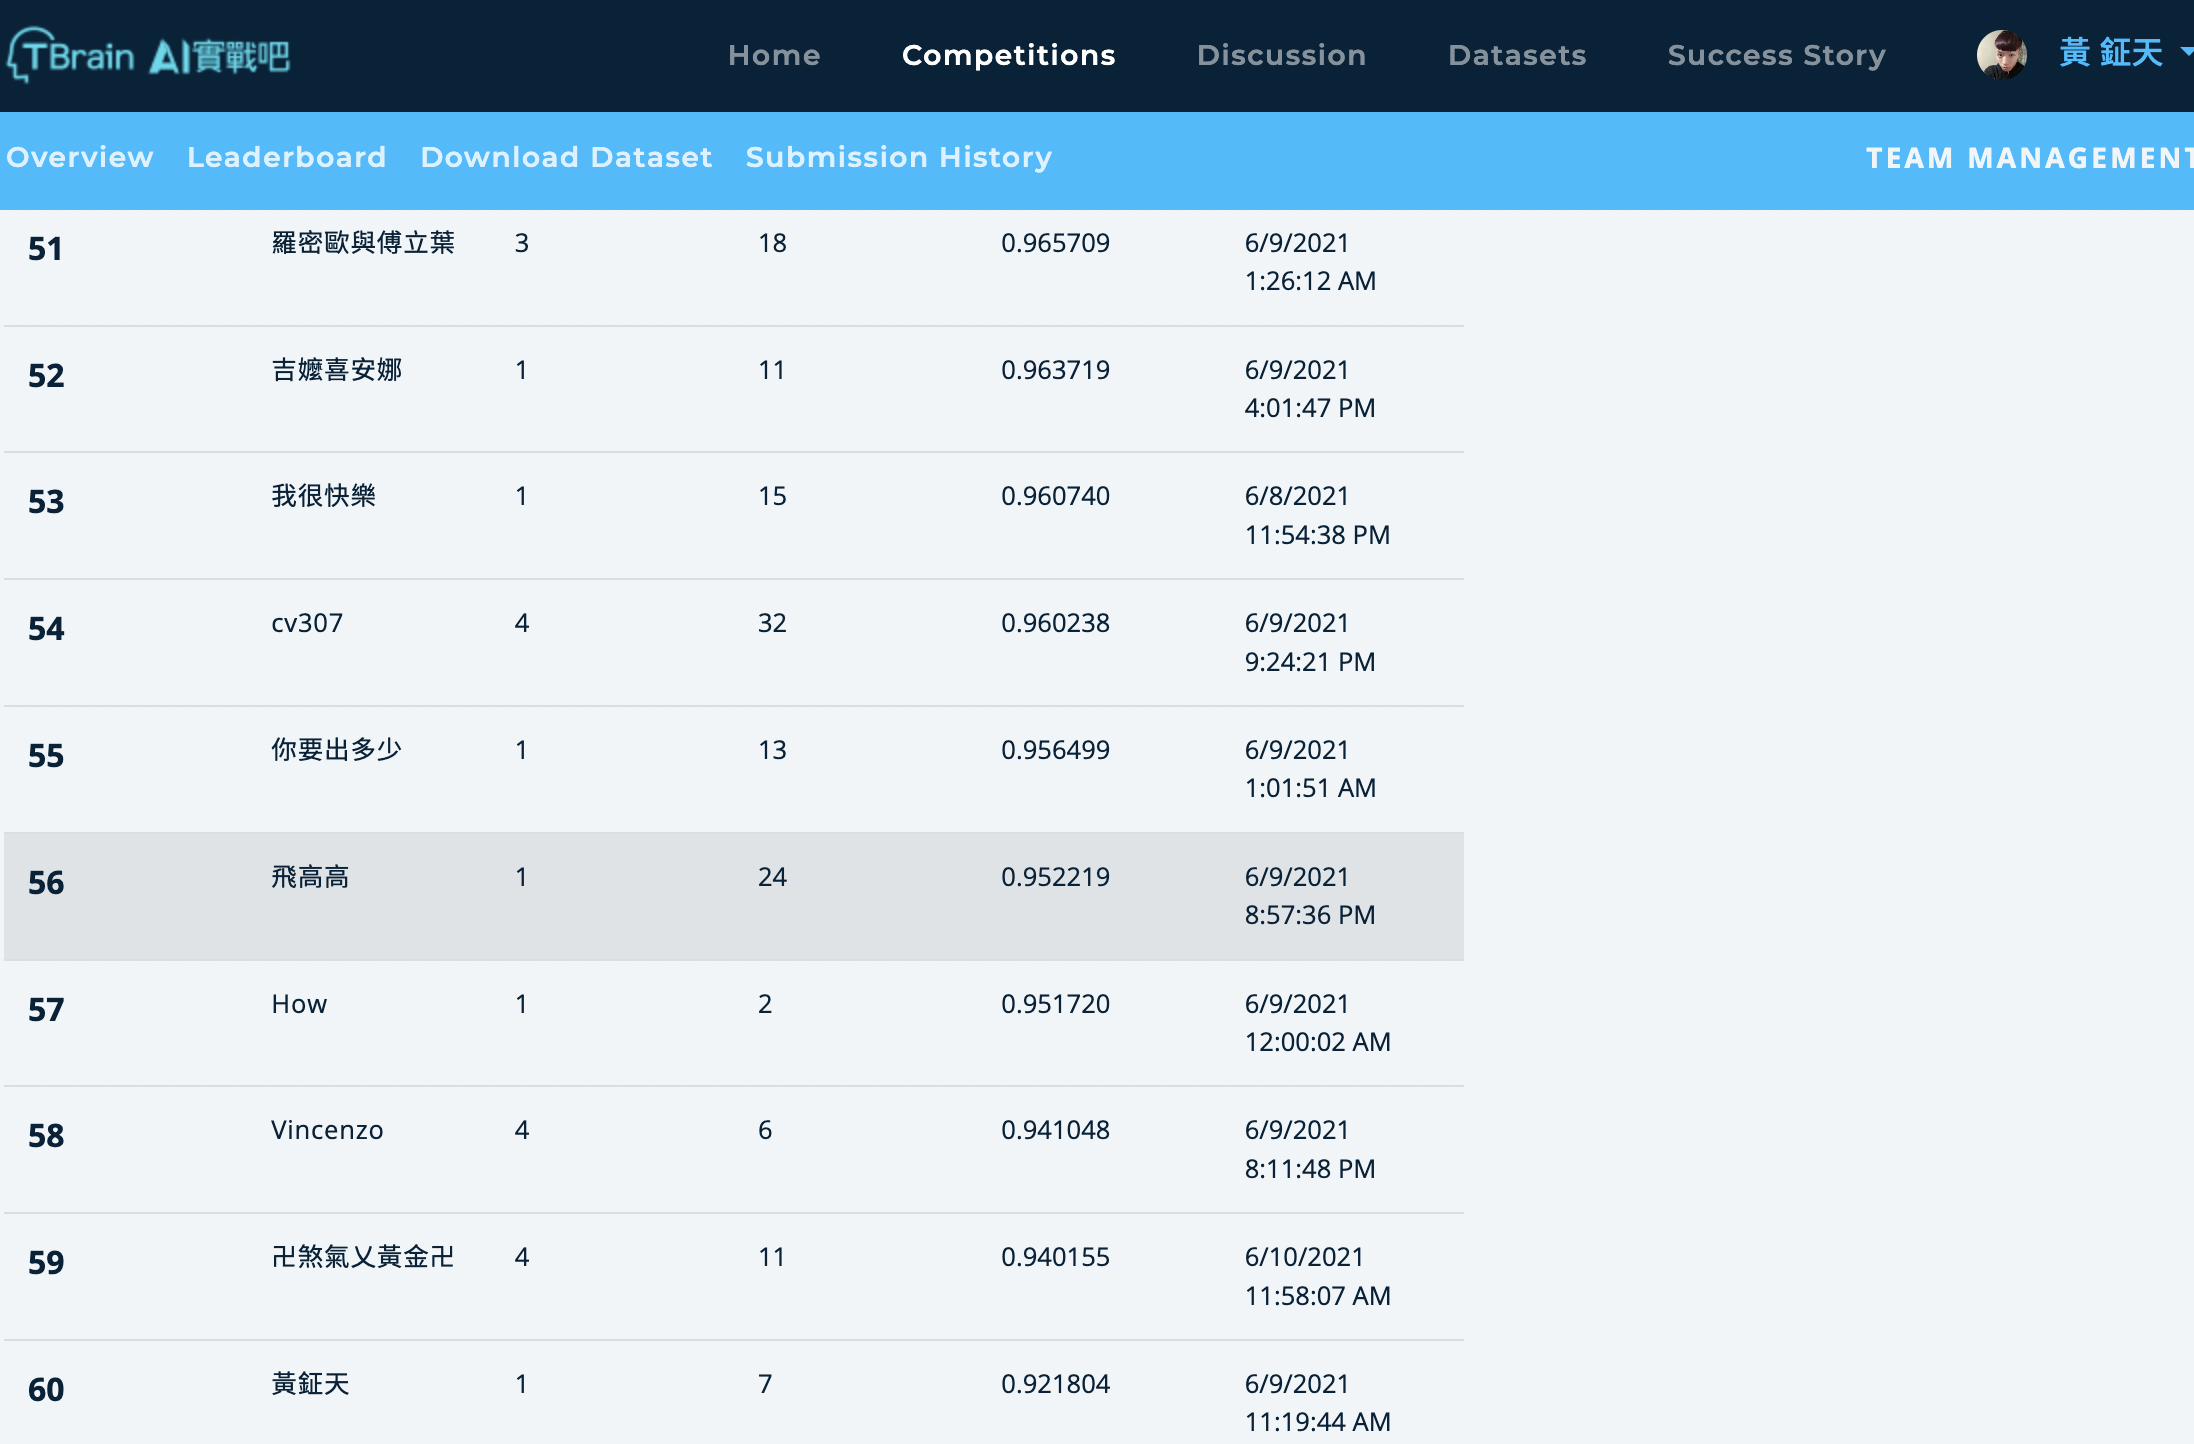 TBrain AI實戰吧 Home Competitions Discussion Datasets Success Story 黃 鉦天
Overview Leaderboard Download Dataset Submission History TEAM MANAGEMENT
51 羅密歐與傅立葉 3 18 0.965709 6/9/2021
1:26:12 AM
52 吉嬤喜安娜 1 11 0.963719 6/9/2021
4:01:47 PM
53 我很快樂 1 15 0.960740 6/8/2021
11:54:38 PM
54 cv307 4 32 0.960238 6/9/2021
9:24:21 PM
55 你要出多少 1 13 0.956499 6/9/2021
1:01:51 AM
56 飛高高 1 24 0.952219 6/9/2021
8:57:36 PM
57 How 1 2 0.951720 6/9/2021
12:00:02 AM
58 Vincenzo 4 6 0.941048 6/9/2021
8:11:48 PM
59 卍煞氣乂黃金卍 4 11 0.940155 6/10/2021
11:58:07 AM
60 黃鉦天 1 7 0.921804 6/9/2021
11:19:44 AM